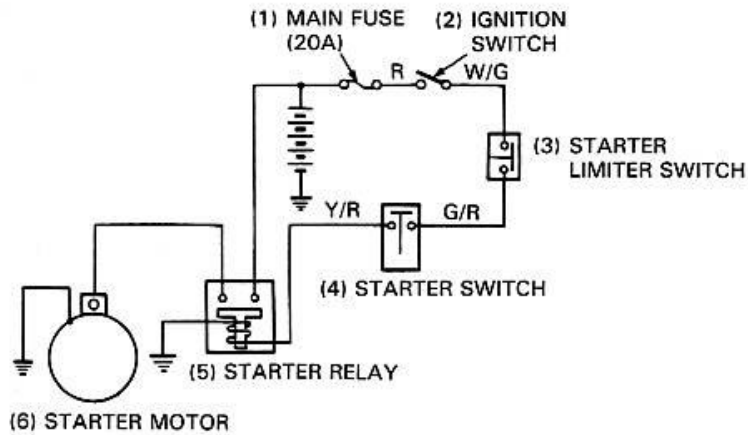 (1) MAIN FUSE
(20A)
(2) IGNITION
SWITCH
R
W/G
(3) STARTER
LIMITER SWITCH
Y/R
G/R
(4) STARTER SWITCH
(5) STARTER RELAY
(6) STARTER MOTOR